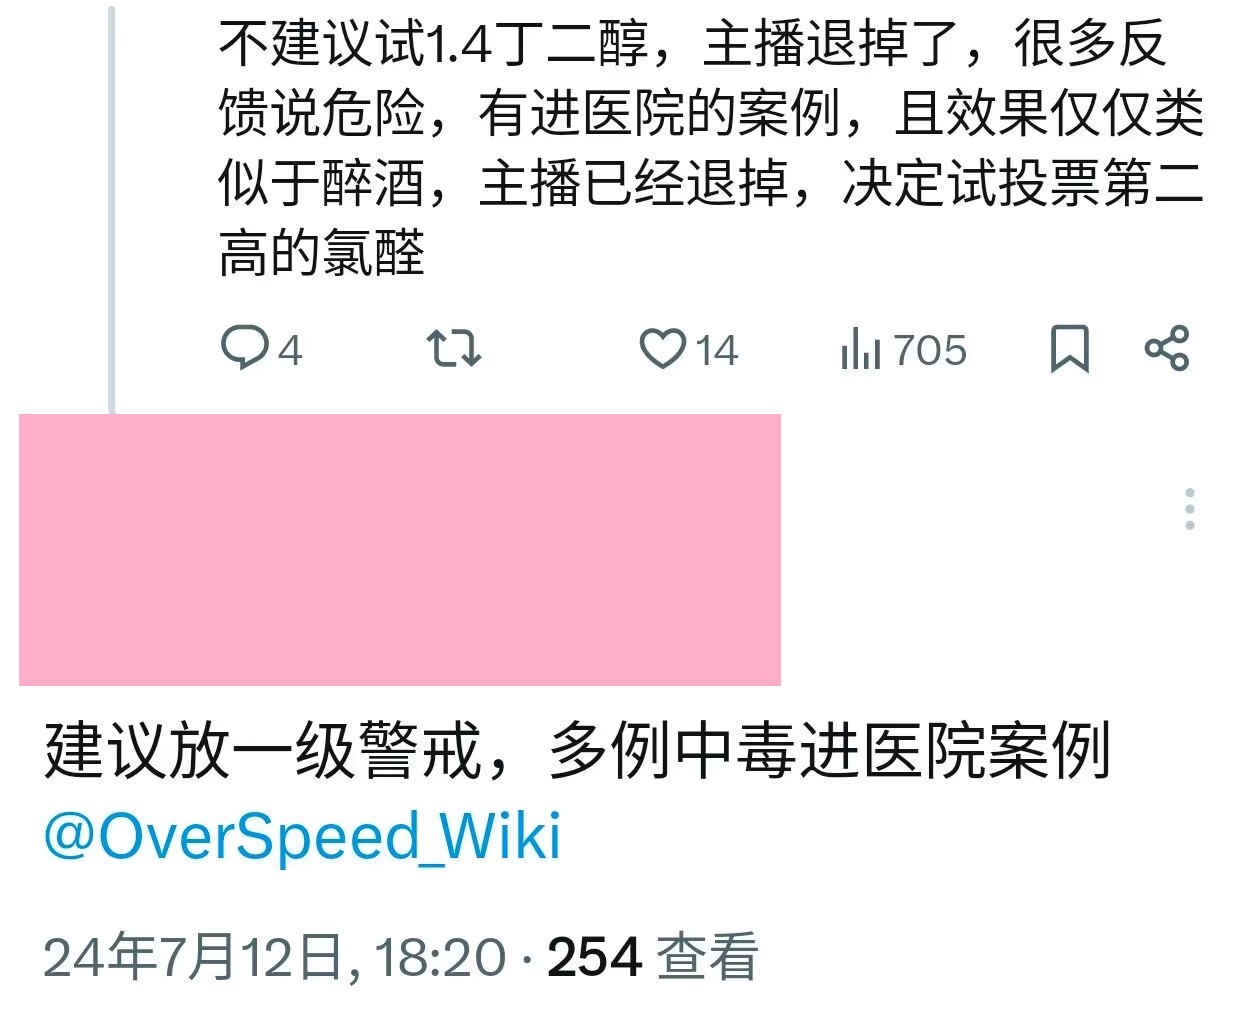 不建议试1.4丁二醇，主播退掉了，很多反
馈说危险，有进医院的案例，且效果仅仅类
似于醉酒，主播已经退掉，决定试投票第二
高的氯醛
4 14 705
建议放一级警戒，多例中毒进医院案例
@OverSpeed_Wiki
24年7月12日, 18:20 · 254 查看